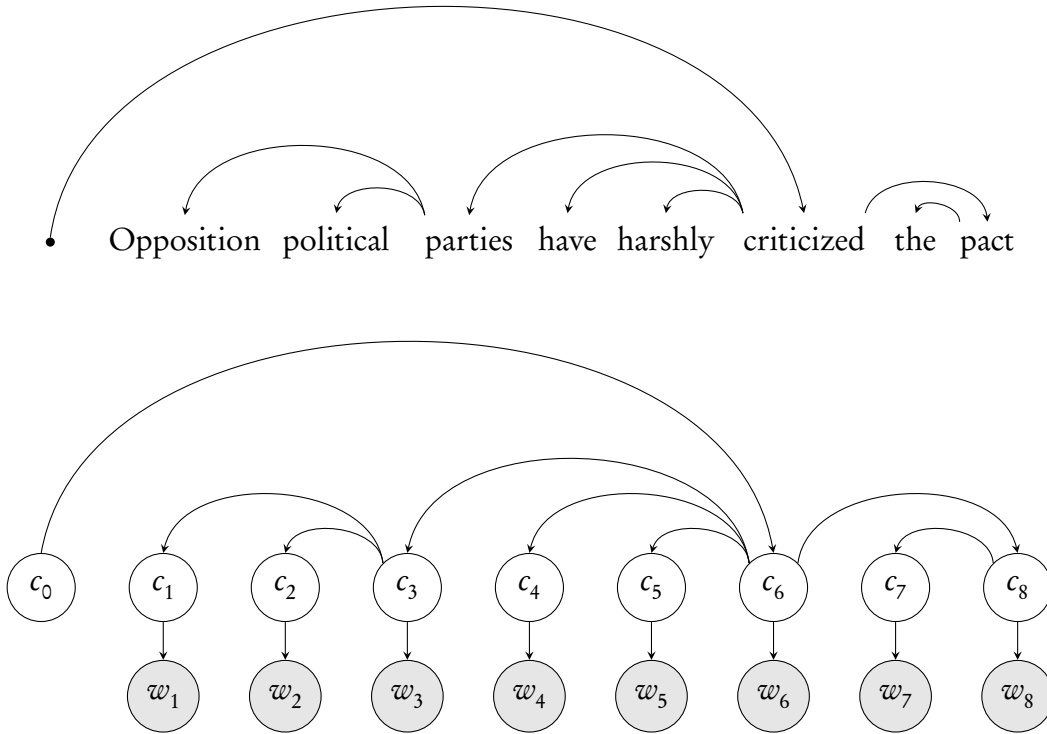 Opposition political parties have harshly criticized the pact
c₀ c₁ c₂ c₃ c₄ c₅ c₆ c₇ c₈
w₁ w₂ w₃ w₄ w₅ w₆ w₇ w₈